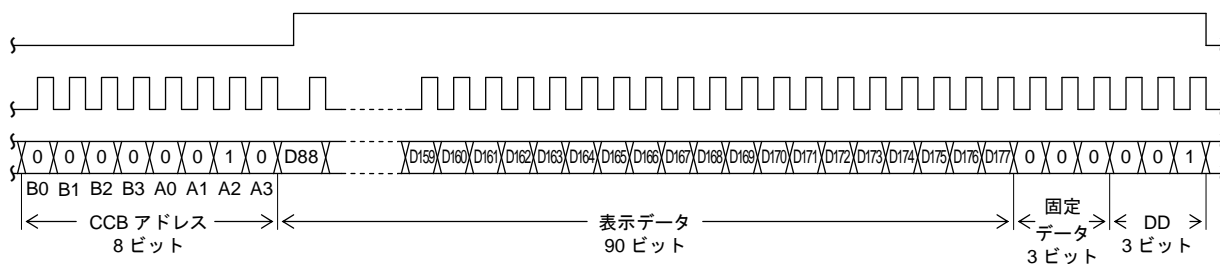 0 0 0 0 0 0 1 0 D88 D159 D160 D161 D162 D163 D164 D165 D166 D167 D168 D169 D170 D171 D172 D173 D174 D175 D176 D177 0 0 0 0 0 1
B0 B1 B2 B3 A0 A1 A2 A3
CCB アドレス
8 ビット
表示データ
90 ビット
固定
データ
3 ビット
DD
3 ビット